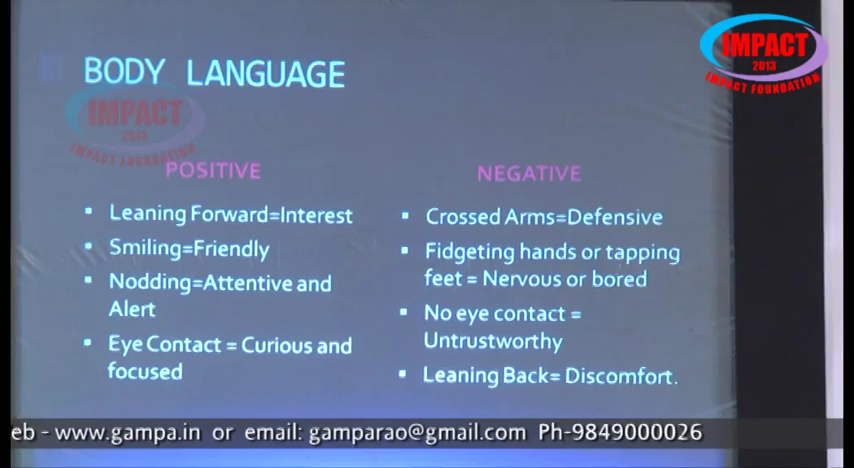 IMPACT
2013
IMPACT FOUNDATION
BODY LANGUAGE
IMPACT
2013
IMPACT FOUNDATION
POSITIVE
▪ Leaning Forward=Interest
▪ Smiling=Friendly
▪ Nodding=Attentive and
Alert
▪ Eye Contact = Curious and
focused
NEGATIVE
▪ Crossed Arms=Defensive
▪ Fidgeting hands or tapping
feet = Nervous or bored
▪ No eye contact =
Untrustworthy
▪ Leaning Back= Discomfort.
eb - www.gampa.in or email: gamparao@gmail.com Ph-9849000026